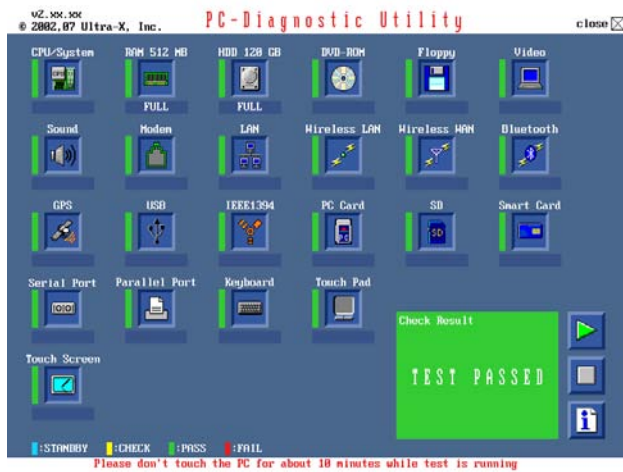 vZ.xx.xx
© 2002,07 Ultra-X, Inc.
PC-Diagnostic Utility
close
CPU/System RAM 512 MB HDD 120 GB DVD-ROM Floppy Video
FULL FULL
Sound Modem LAN Wireless LAN Wireless WAN Bluetooth
GPS USB IEEE1394 PC Card SD Smart Card
SD
Serial Port Parallel Port Keyboard Touch Pad
Check Result
TEST PASSED
Touch Screen
:STANDBY :CHECK :PASS :FAIL
Please don't touch the PC for about 10 minutes while test is running